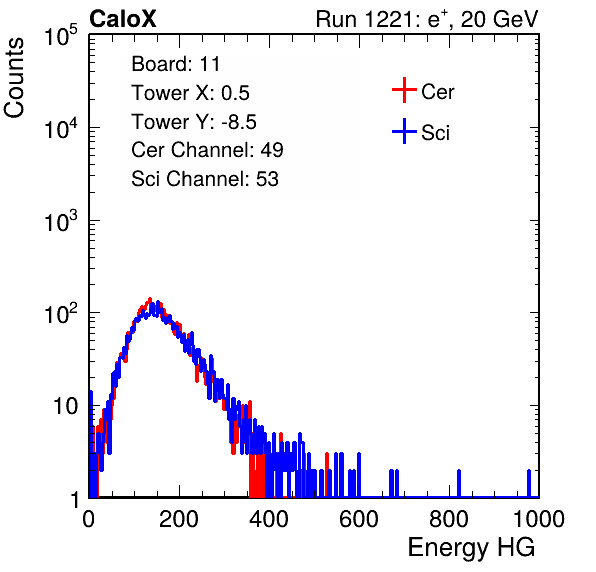 CaloX Run 1221: e⁺, 20 GeV
Counts
Board: 11
Tower X: 0.5
Tower Y: -8.5
Cer Channel: 49
Sci Channel: 53
Cer
Sci
10⁵
10⁴
10³
10²
10
1
0 200 400 600 800 1000
Energy HG